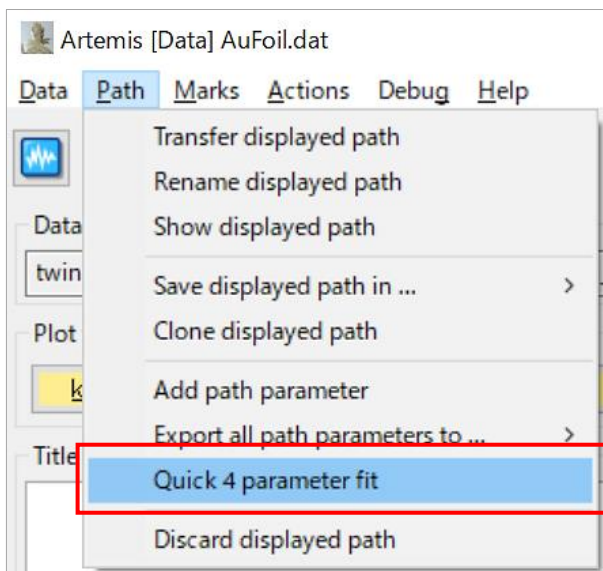 Artemis [Data] AuFoil.dat
Data Path Marks Actions Debug Help
Transfer displayed path
Rename displayed path
Show displayed path
Data
twin
Save displayed path in ... >
Clone displayed path
Plot
k
Add path parameter
Export all path parameters to ... >
Title
Quick 4 parameter fit
Discard displayed path